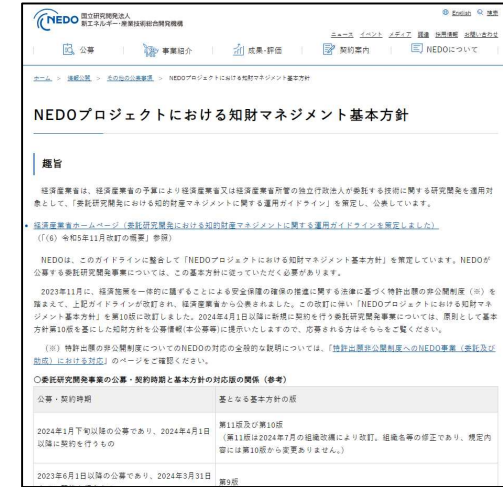 NEDO 国立研究開発法人
新エネルギー・産業技術総合開発機構
English 検索
ニュース イベント メディア 調達 採用情報 お問い合わせ
公募 事業紹介 成果・評価 契約案内 NEDOについて
ホーム > 情報公開 > その他の公表事項 > NEDOプロジェクトにおける知財マネジメント基本方針
NEDOプロジェクトにおける知財マネジメント基本方針
趣旨
経済産業省は、経済産業省の予算により経済産業省又は経済産業省所管の独立行政法人が委託する技術に関する研究開発を適用対
象として、「委託研究開発における知的財産マネジメントに関する運用ガイドライン」を策定し、公表しています。
経済産業省ホームページ（委託研究開発における知的財産マネジメントに関する運用ガイドラインを策定しました）
（「（6）令和5年11月改訂の概要」参照）
NEDOは、このガイドラインに整合して「NEDOプロジェクトにおける知財マネジメント基本方針」を策定しています。NEDOが
公募する委託研究開発事業については、この基本方針に従っていただく必要があります。
2023年11月に、経済施策を一体的に講ずることによる安全保障の確保の推進に関する法律に基づく特許出願の非公開制度（※）を
踏まえて、上記ガイドラインが改訂され、経済産業省から公表されました。この改訂に伴い「NEDOプロジェクトにおける知財マネ
ジメント基本方針」を第10版に改訂しました。2024年4月1日以降に新規に契約を行う委託研究開発事業については、原則として基本
方針第10版を基にした知財方針を公募情報(本公募等)に提示いたしますので、応募される方はそちらをご覧ください。
（※）特許出願非公開制度についてのNEDOの対応の全般的な説明については、「特許出願非公開制度へのNEDO事業（委託及び
助成）における対応」のページをご確認ください。
〇委託研究開発事業の公募・契約時期と基本方針の対応版の関係（参考）
公募・契約時期 基となる基本方針の版
2024年1月下旬以降の公募であり、2024年4月1日
以降に契約を行うもの
第11版及び第10版
（第11版は2024年7月の組織改編により改訂。組織名等の修正であり、規定内
容には第10版から変更ありません。）
2023年6月1日以降の公募であり、2024年3月31日
第9版